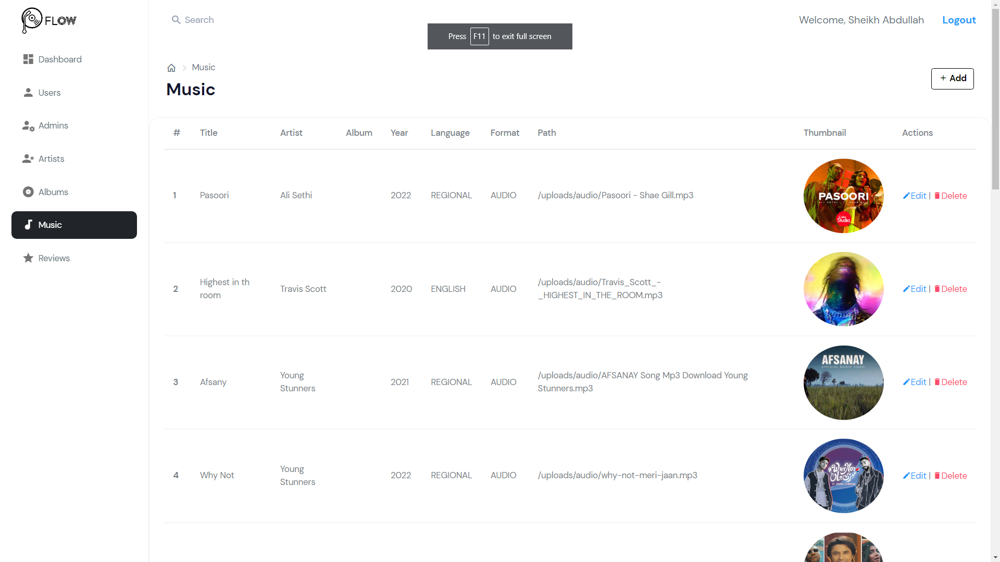 FLOW
Search
Welcome, Sheikh Abdullah
Logout
Press F11 to exit full screen
Dashboard
Users
Admins
Artists
Albums
Music
Reviews
Music
Music
+ Add
# Title Artist Album Year Language Format Path Thumbnail Actions
1 Pasoori Ali Sethi 2022 REGIONAL AUDIO /uploads/audio/Pasoori - Shae Gill.mp3
PASOORI
Coke
Studio
Edit | Delete
2 Highest in th
room
Travis Scott 2020 ENGLISH AUDIO /uploads/audio/Travis_Scott_-
_HIGHEST_IN_THE_ROOM.mp3
Edit | Delete
3 Afsany Young
Stunners
2021 REGIONAL AUDIO /uploads/audio/AFSANAY Song Mp3 Download Young
Stunners.mp3
AFSANAY
OFFICIAL MUSIC VIDEO
Edit | Delete
4 Why Not Young
Stunners
2022 REGIONAL AUDIO /uploads/audio/why-not-meri-jaan.mp3
#WhyNot
FT. YOUNG STUNNERS
Edit | Delete